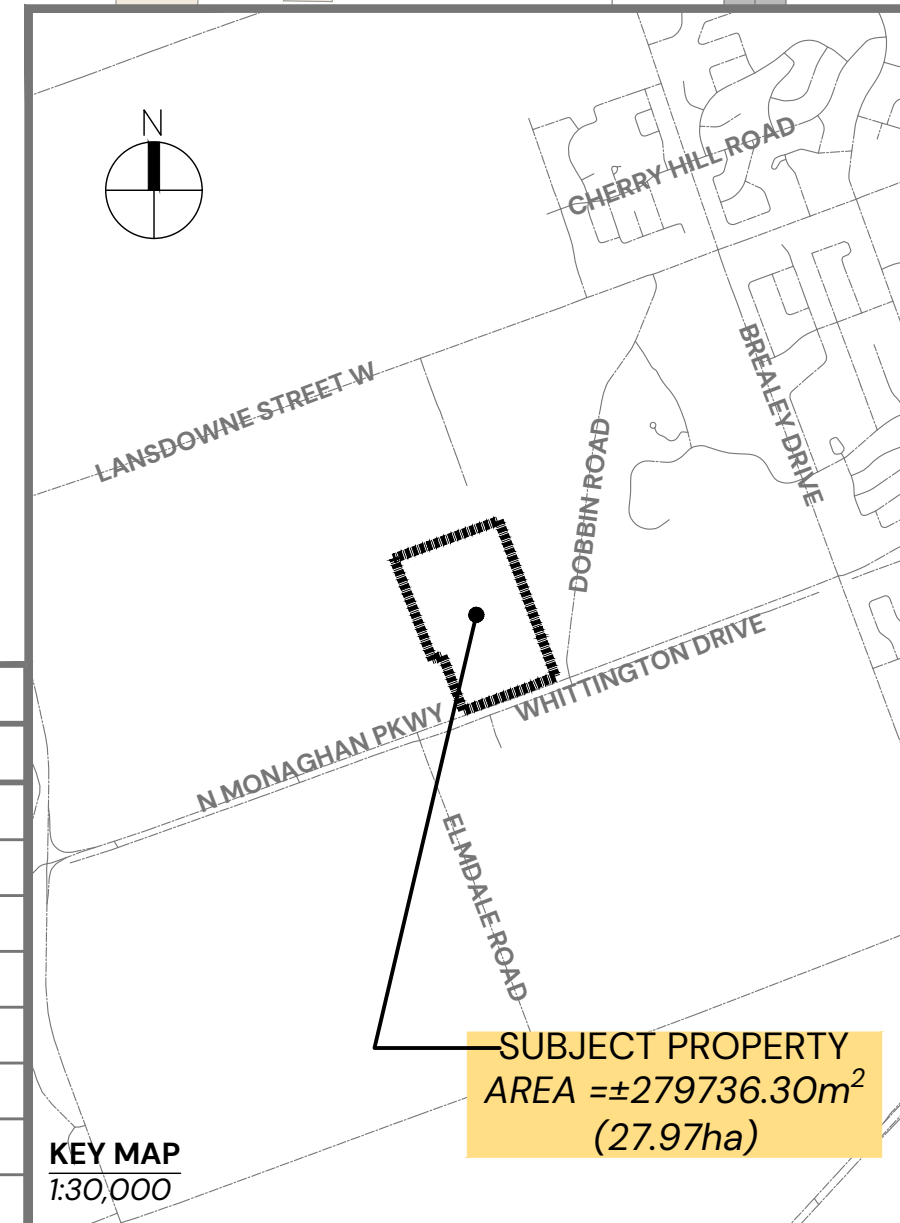 N
CHERRY HILL ROAD
BREALEY DRIVE
LANSDOWNE STREET W
DOBBIN ROAD
WHITTINGTON DRIVE
N MONAGHAN PKWY
ELMDALE ROAD
SUBJECT PROPERTY
AREA =±279736.30m²
(27.97ha)
KEY MAP
1:30,000